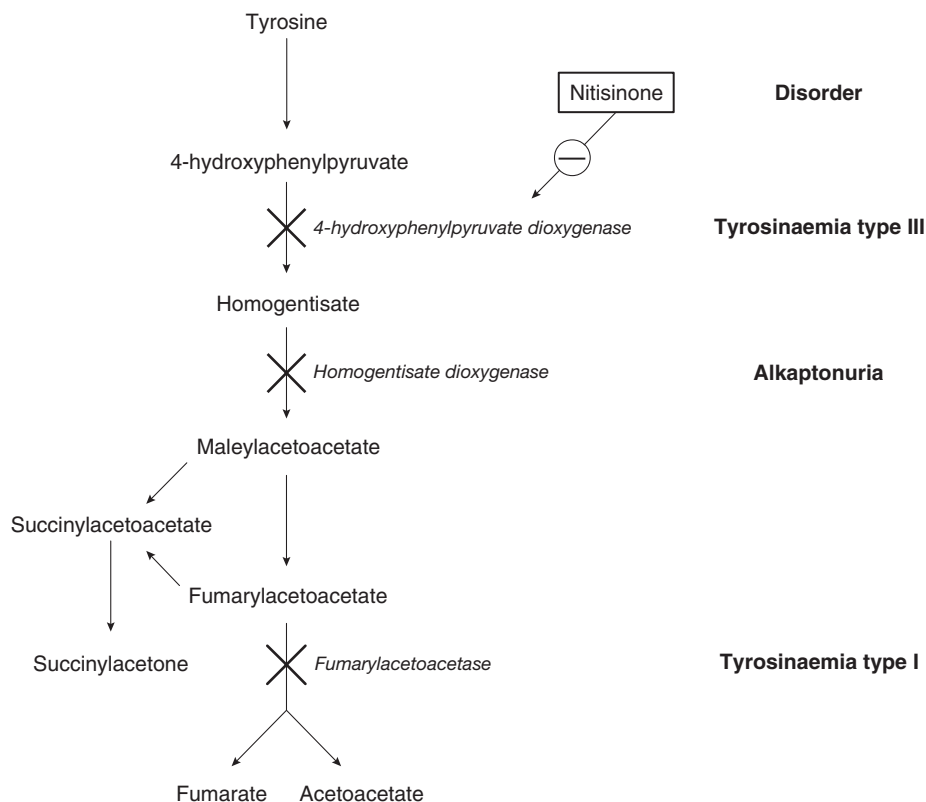 Tyrosine
Nitisinone
Disorder
4-hydroxyphenylpyruvate
4-hydroxyphenylpyruvate dioxygenase
Tyrosinaemia type III
Homogentisate
Homogentisate dioxygenase
Alkaptonuria
Maleylacetoacetate
Succinylacetoacetate
Fumarylacetoacetate
Succinylacetone
Fumarylacetoacetase
Tyrosinaemia type I
Fumarate
Acetoacetate